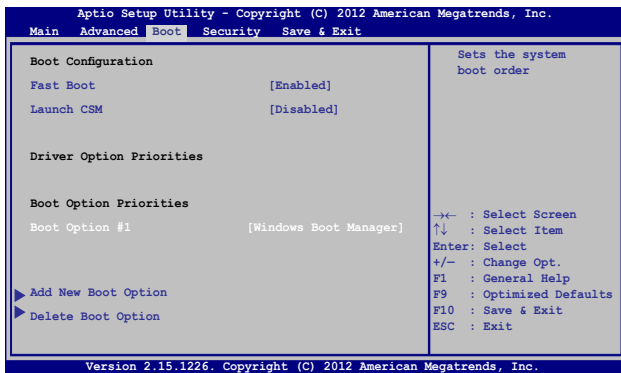 Aptio Setup Utility - Copyright (C) 2012 American Megatrends, Inc.
Main Advanced Boot Security Save & Exit
Boot Configuration
Fast Boot [Enabled]
Launch CSM [Disabled]
Driver Option Priorities
Boot Option Priorities
Boot Option #1 [Windows Boot Manager]
Add New Boot Option
Delete Boot Option
Sets the system
boot order
→← : Select Screen
↑↓ : Select Item
Enter: Select
+/— : Change Opt.
F1 : General Help
F9 : Optimized Defaults
F10 : Save & Exit
ESC : Exit
Version 2.15.1226. Copyright (C) 2012 American Megatrends, Inc.